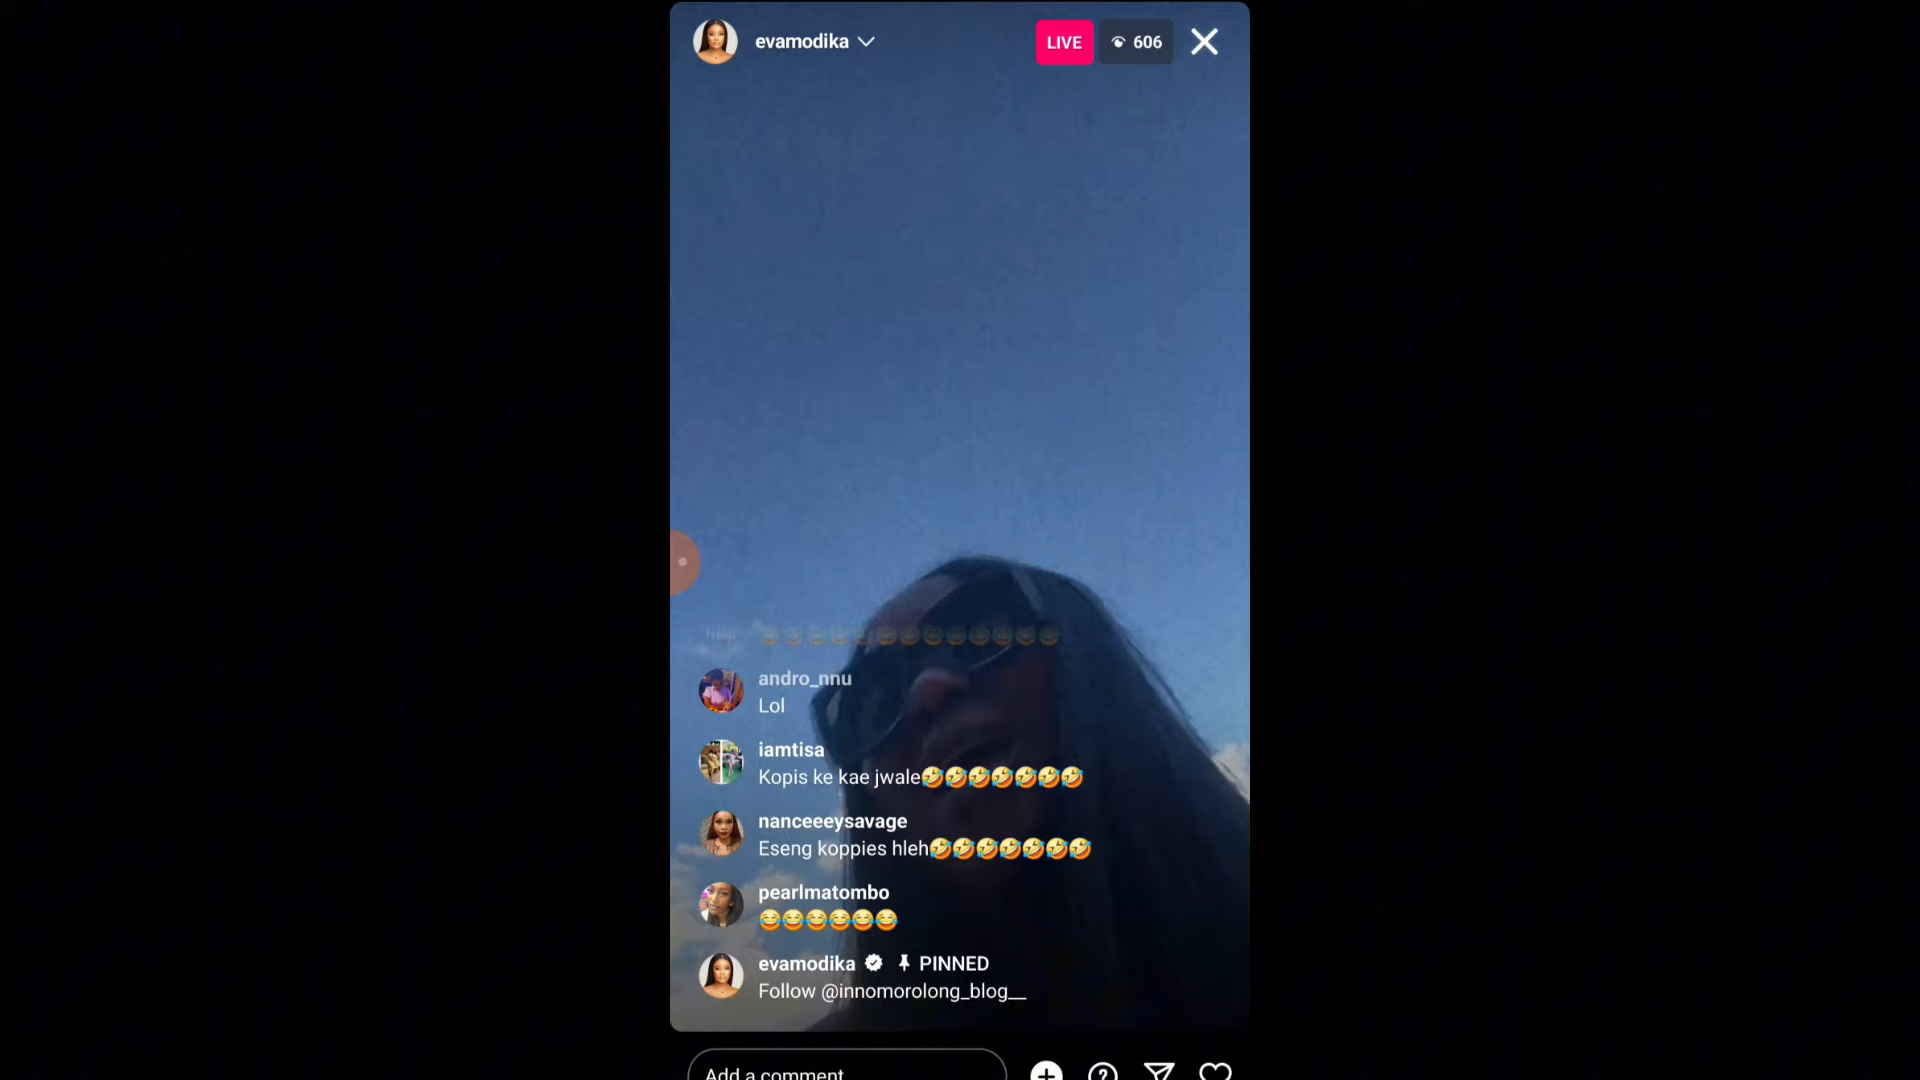 evamodika
LIVE
606
andro_nnu
Lol
iamtisa
Kopis ke kae jwale🤣🤣🤣🤣🤣🤣🤣
nanceeeysavage
Eseng koppies hleh🤣🤣🤣🤣🤣🤣🤣
pearlmatombo
😂😂😂😂😂😂
evamodika PINNED
Follow @innomorolong_blog__
Add a comment